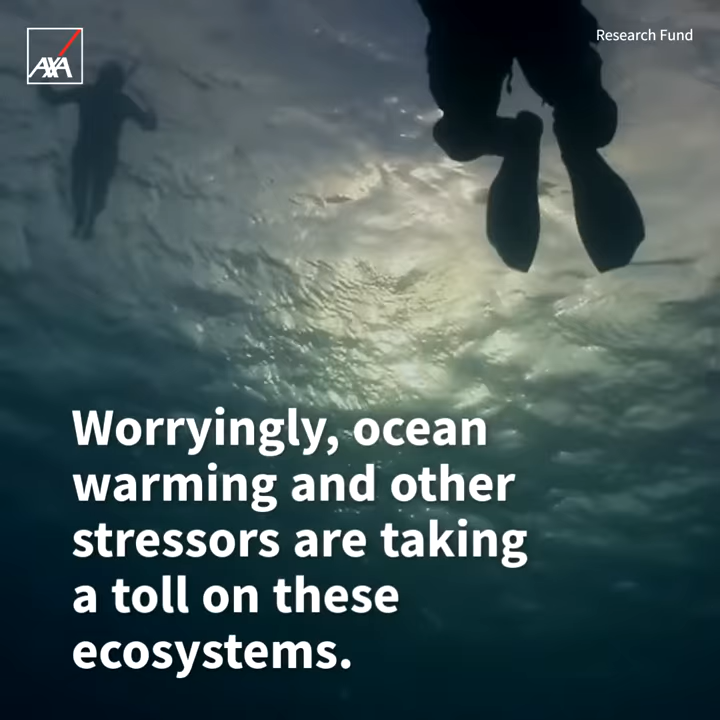 AXA
Research Fund
Worryingly, ocean
warming and other
stressors are taking
a toll on these
ecosystems.